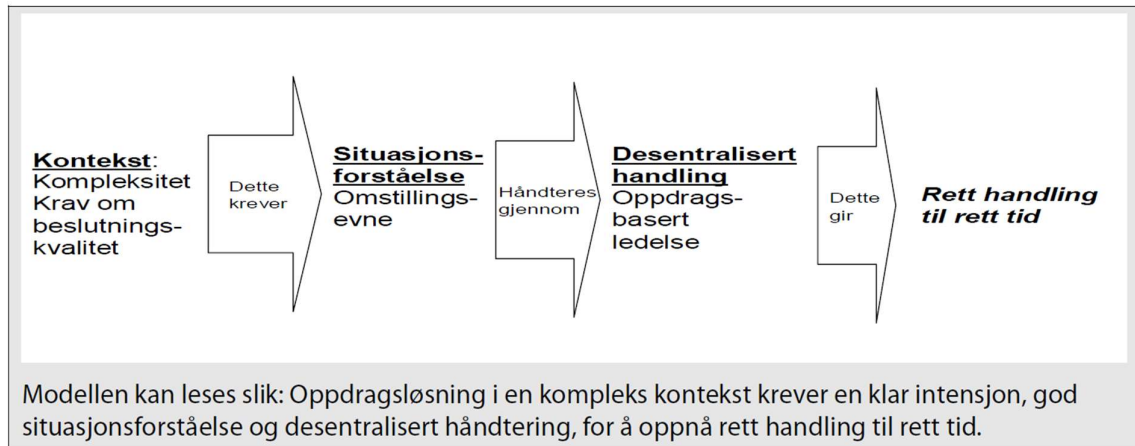 Kontekst:
Kompleksitet
Krav om
beslutnings-
kvalitet
Dette
krever
Situasjons-
forståelse
Omstillings-
evne
Håndteres
gjennom
Desentralisert
handling
Oppdrags-
basert
ledelse
Dette
gir
Rett handling
til rett tid
Modellen kan leses slik: Oppdragsløsning i en kompleks kontekst krever en klar intensjon, god
situasjonsforståelse og desentralisert håndtering, for å oppnå rett handling til rett tid.